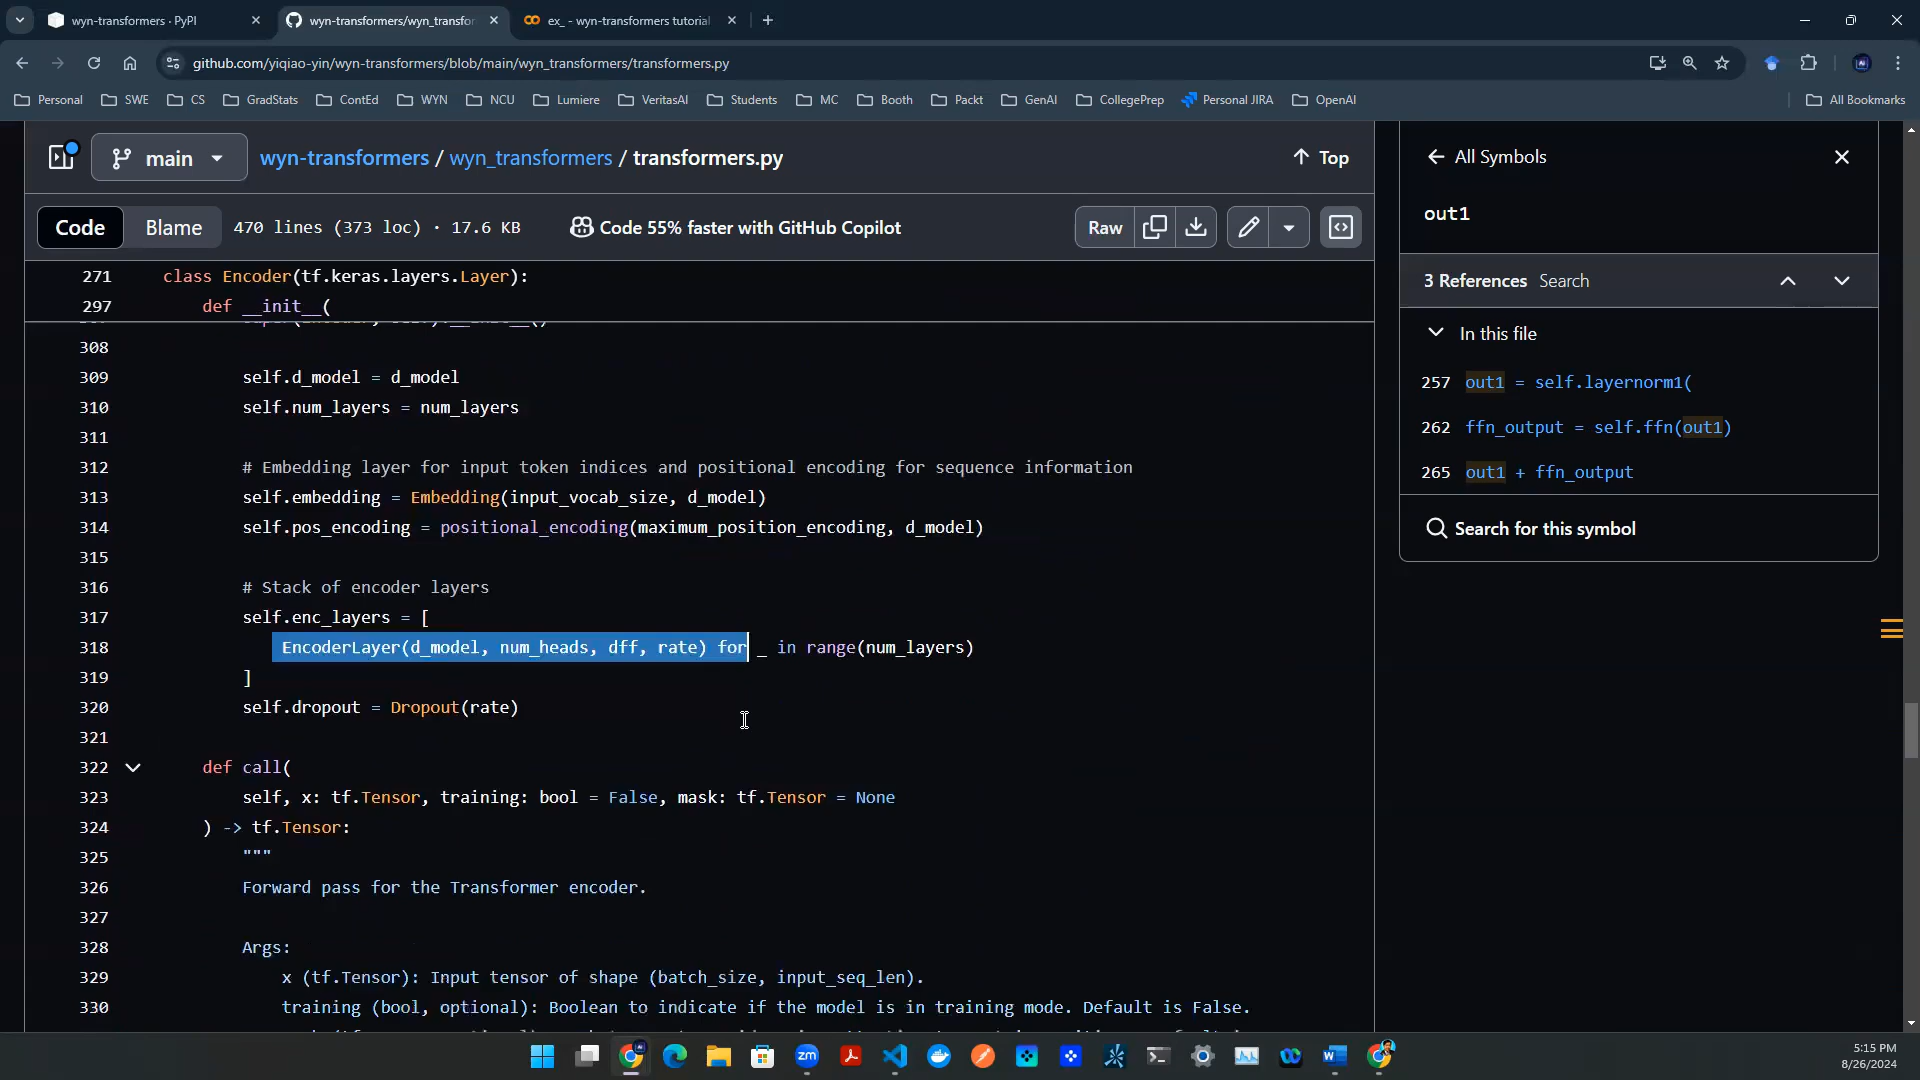 wyn-transformers · PyPI
wyn-transformers/wyn_transfor
ex_ - wyn-transformers tutorial
github.com/yiqiao-yin/wyn-transformers/blob/main/wyn_transformers/transformers.py
Personal SWE CS GradStats ContEd WYN NCU Lumiere VeritasAI Students MC Booth Packt GenAI CollegePrep Personal JIRA OpenAI All Bookmarks
main wyn-transformers / wyn_transformers / transformers.py Top
Code Blame 470 lines (373 loc) · 17.6 KB Code 55% faster with GitHub Copilot Raw
271 class Encoder(tf.keras.layers.Layer):
297 def __init__(
308
309 self.d_model = d_model
310 self.num_layers = num_layers
311
312 # Embedding layer for input token indices and positional encoding for sequence information
313 self.embedding = Embedding(input_vocab_size, d_model)
314 self.pos_encoding = positional_encoding(maximum_position_encoding, d_model)
315
316 # Stack of encoder layers
317 self.enc_layers = [
318 EncoderLayer(d_model, num_heads, dff, rate) for _ in range(num_layers)
319 ]
320 self.dropout = Dropout(rate)
321
322 def call(
323 self, x: tf.Tensor, training: bool = False, mask: tf.Tensor = None
324 ) -> tf.Tensor:
325 """
326 Forward pass for the Transformer encoder.
327
328 Args:
329 x (tf.Tensor): Input tensor of shape (batch_size, input_seq_len).
330 training (bool, optional): Boolean to indicate if the model is in training mode. Default is False.
All Symbols
out1
3 References Search
In this file
257 out1 = self.layernorm1(
262 ffn_output = self.ffn(out1)
265 out1 + ffn_output
Search for this symbol
5:15 PM
8/26/2024